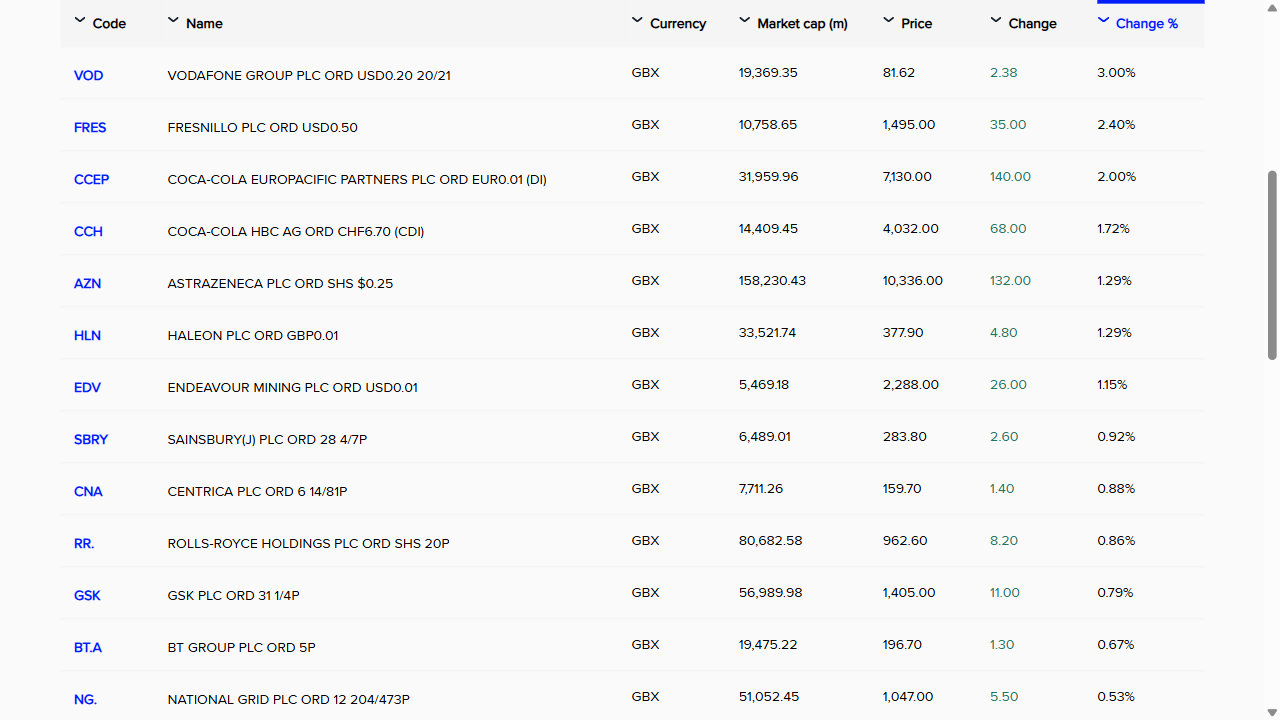 Code Name Currency Market cap (m) Price Change Change %
VOD VODAFONE GROUP PLC ORD USD0.20 20/21 GBX 19,369.35 81.62 2.38 3.00%
FRES FRESNILLO PLC ORD USD0.50 GBX 10,758.65 1,495.00 35.00 2.40%
CCEP COCA-COLA EUROPACIFIC PARTNERS PLC ORD EUR0.01 (DI) GBX 31,959.96 7,130.00 140.00 2.00%
CCH COCA-COLA HBC AG ORD CHF6.70 (CDI) GBX 14,409.45 4,032.00 68.00 1.72%
AZN ASTRAZENECA PLC ORD SHS $0.25 GBX 158,230.43 10,336.00 132.00 1.29%
HLN HALEON PLC ORD GBP0.01 GBX 33,521.74 377.90 4.80 1.29%
EDV ENDEAVOUR MINING PLC ORD USD0.01 GBX 5,469.18 2,288.00 26.00 1.15%
SBRY SAINSBURY(J) PLC ORD 28 4/7P GBX 6,489.01 283.80 2.60 0.92%
CNA CENTRICA PLC ORD 6 14/81P GBX 7,711.26 159.70 1.40 0.88%
RR. ROLLS-ROYCE HOLDINGS PLC ORD SHS 20P GBX 80,682.58 962.60 8.20 0.86%
GSK GSK PLC ORD 31 1/4P GBX 56,989.98 1,405.00 11.00 0.79%
BT.A BT GROUP PLC ORD 5P GBX 19,475.22 196.70 1.30 0.67%
NG. NATIONAL GRID PLC ORD 12 204/473P GBX 51,052.45 1,047.00 5.50 0.53%